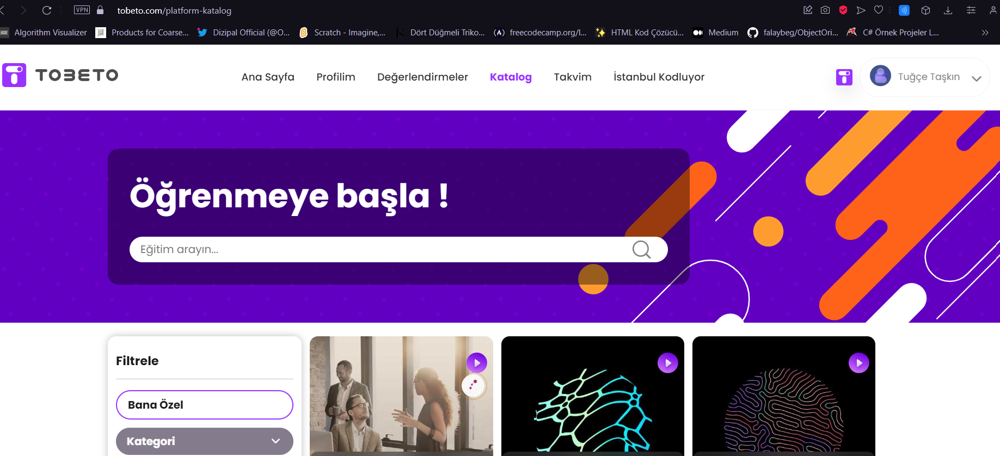 VPN
tobeto.com/platform-katalog
Algorithm Visualizer
Products for Coarse...
Dizipal Official (@O...
Scratch - Imagine,...
Dört Düğmeli Triko...
freecodecamp.org/l...
HTML Kod Çözücü...
Medium
falaybeg/ObjectOri...
C# Örnek Projeler L...
TOBETO
Ana Sayfa
Profilim
Değerlendirmeler
Katalog
Takvim
İstanbul Kodluyor
Tuğçe Taşkın
Öğrenmeye başla !
Eğitim arayın...
Filtrele
Bana Özel
Kategori